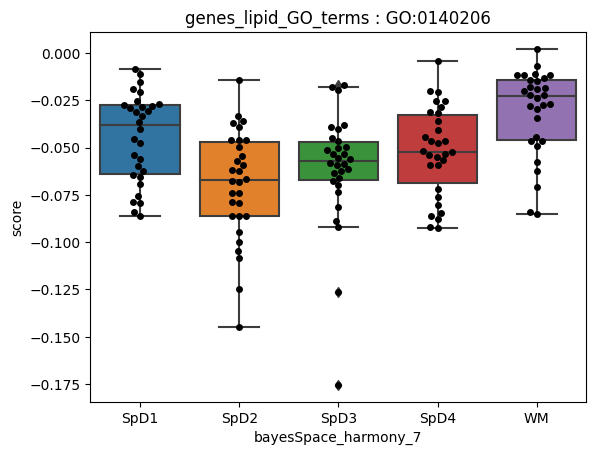 genes_lipid_GO_terms : GO:0140206
0.000
−0.025
−0.050
−0.075
−0.100
−0.125
−0.150
−0.175
score
SpD1 SpD2 SpD3 SpD4 WM
bayesSpace_harmony_7